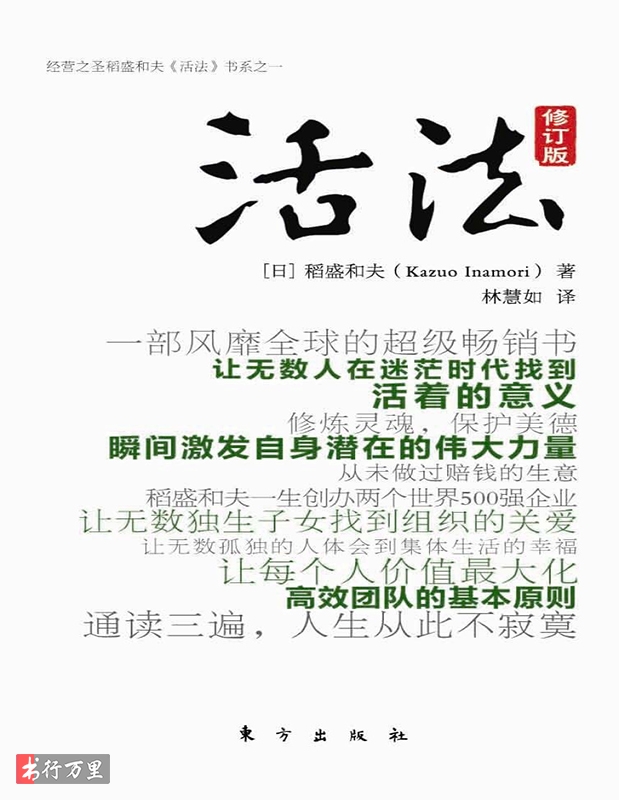 经营之圣稻盛和夫《活法》书系之一
活法
修订版
［日］稻盛和夫（Kazuo Inamori）著
林慧如 译
一部风靡全球的超级畅销书
让无数人在迷茫时代找到
活着的意义
修炼灵魂，保护美德
瞬间激发自身潜在的伟大力量
从未做过赔钱的生意
稻盛和夫一生创办两个世界500强企业
让无数独生子女找到组织的关爱
让无数孤独的人体会到集体生活的幸福
让每个人价值最大化
高效团队的基本原则
通读三遍，人生从此不寂寞
東方出版社
书行万里